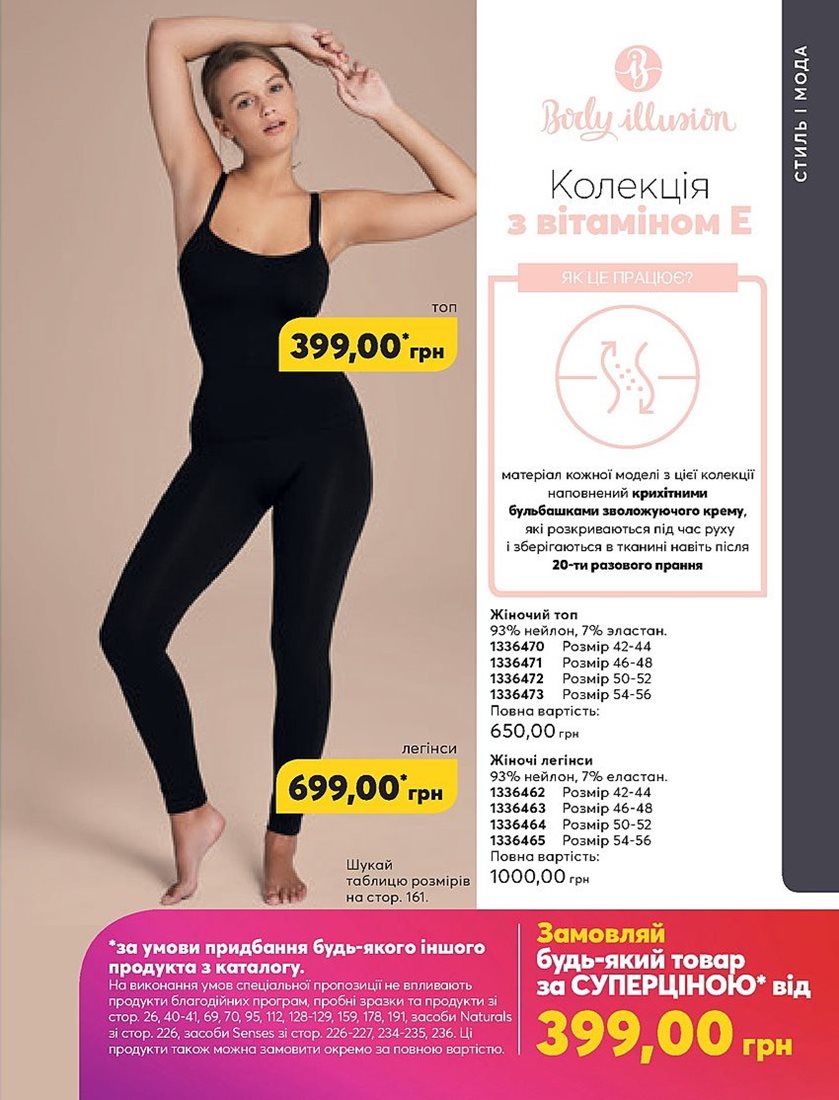 СТИЛЬ | МОДА
Body illusion
Колекція
з вітаміном Е
ЯК ЦЕ ПРАЦЮЄ?
матеріал кожної моделі з цієї колекції
наповнений крихітними
бульбашками зволожуючого крему,
які розкриваються під час руху
і зберігаються в тканині навіть після
20-ти разового прання
топ
399,00* грн
Жіночий топ
93% нейлон, 7% эластан.
1336470 Розмір 42-44
1336471 Розмір 46-48
1336472 Розмір 50-52
1336473 Розмір 54-56
Повна вартість:
650,00 грн
легінси
699,00* грн
Жіночі легінси
93% нейлон, 7% еластан.
1336462 Розмір 42-44
1336463 Розмір 46-48
1336464 Розмір 50-52
1336465 Розмір 54-56
Повна вартість:
1000,00 грн
Шукай
таблицю розмірів
на стор. 161.
*за умови придбання будь-якого іншого
продукта з каталогу.
На виконання умов спеціальної пропозиції не впливають
продукти благодійних програм, пробні зразки та продукти зі
стор. 26, 40-41, 69, 70, 95, 112, 128-129, 159, 178, 191, засоби Naturals
зі стор. 226, засоби Senses зі стор. 226-227, 234-235, 236. Ці
продукти також можна замовити окремо за повною вартістю.
Замовляй
будь-який товар
за СУПЕРЦІНОЮ* від
399,00 грн